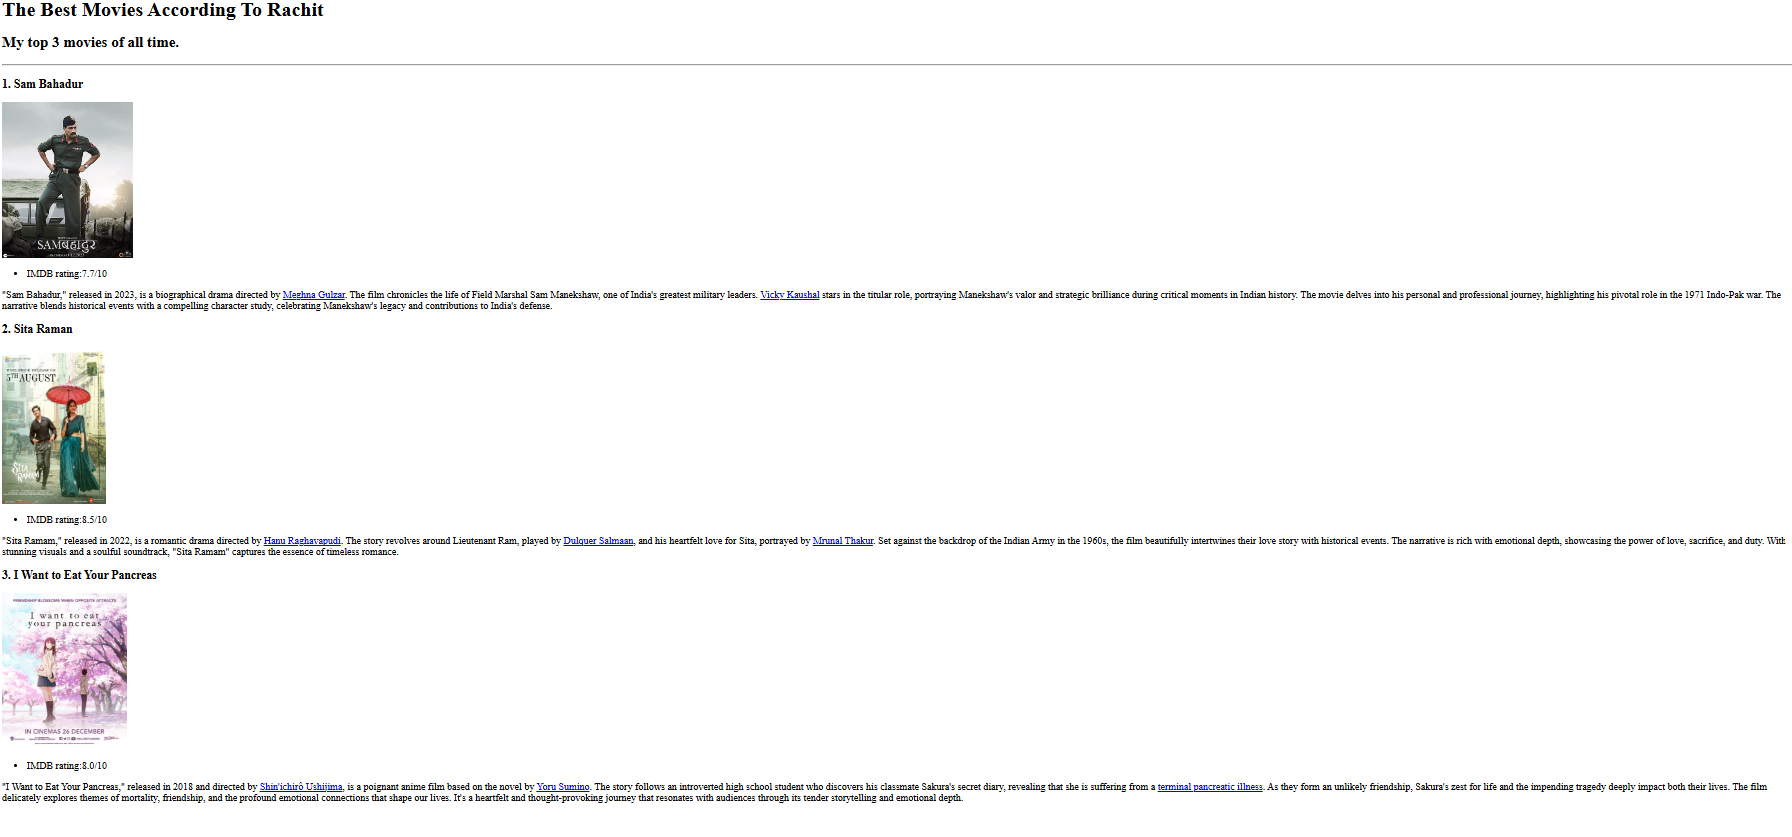 The Best Movies According To Rachit
My top 3 movies of all time.
1. Sam Bahadur
SAMबहादुर
• IMDB rating:7.7/10
"Sam Bahadur," released in 2023, is a biographical drama directed by Meghna Gulzar. The film chronicles the life of Field Marshal Sam Manekshaw, one of India's greatest military leaders. Vicky Kaushal stars in the titular role, portraying Manekshaw's valor and strategic brilliance during critical moments in Indian history. The movie delves into his personal and professional journey, highlighting his pivotal role in the 1971 Indo-Pak war. The
narrative blends historical events with a compelling character study, celebrating Manekshaw's legacy and contributions to India's defense.
2. Sita Raman
WORLDWIDE RELEASE ON
5TH AUGUST
SITA
RAMAM
• IMDB rating:8.5/10
"Sita Ramam," released in 2022, is a romantic drama directed by Hanu Raghavapudi. The story revolves around Lieutenant Ram, played by Dulquer Salmaan, and his heartfelt love for Sita, portrayed by Mrunal Thakur. Set against the backdrop of the Indian Army in the 1960s, the film beautifully intertwines their love story with historical events. The narrative is rich with emotional depth, showcasing the power of love, sacrifice, and duty. With
stunning visuals and a soulful soundtrack, "Sita Ramam" captures the essence of timeless romance.
3. I Want to Eat Your Pancreas
FRIENDSHIP BLOSSOMS WHEN OPPOSITE ATTRACTS
I want to eat
your pancreas
IN CINEMAS 26 DECEMBER
• IMDB rating:8.0/10
"I Want to Eat Your Pancreas," released in 2018 and directed by Shin'ichirô Ushijima, is a poignant anime film based on the novel by Yoru Sumino. The story follows an introverted high school student who discovers his classmate Sakura's secret diary, revealing that she is suffering from a terminal pancreatic illness. As they form an unlikely friendship, Sakura's zest for life and the impending tragedy deeply impact both their lives. The film
delicately explores themes of mortality, friendship, and the profound emotional connections that shape our lives. It's a heartfelt and thought-provoking journey that resonates with audiences through its tender storytelling and emotional depth.